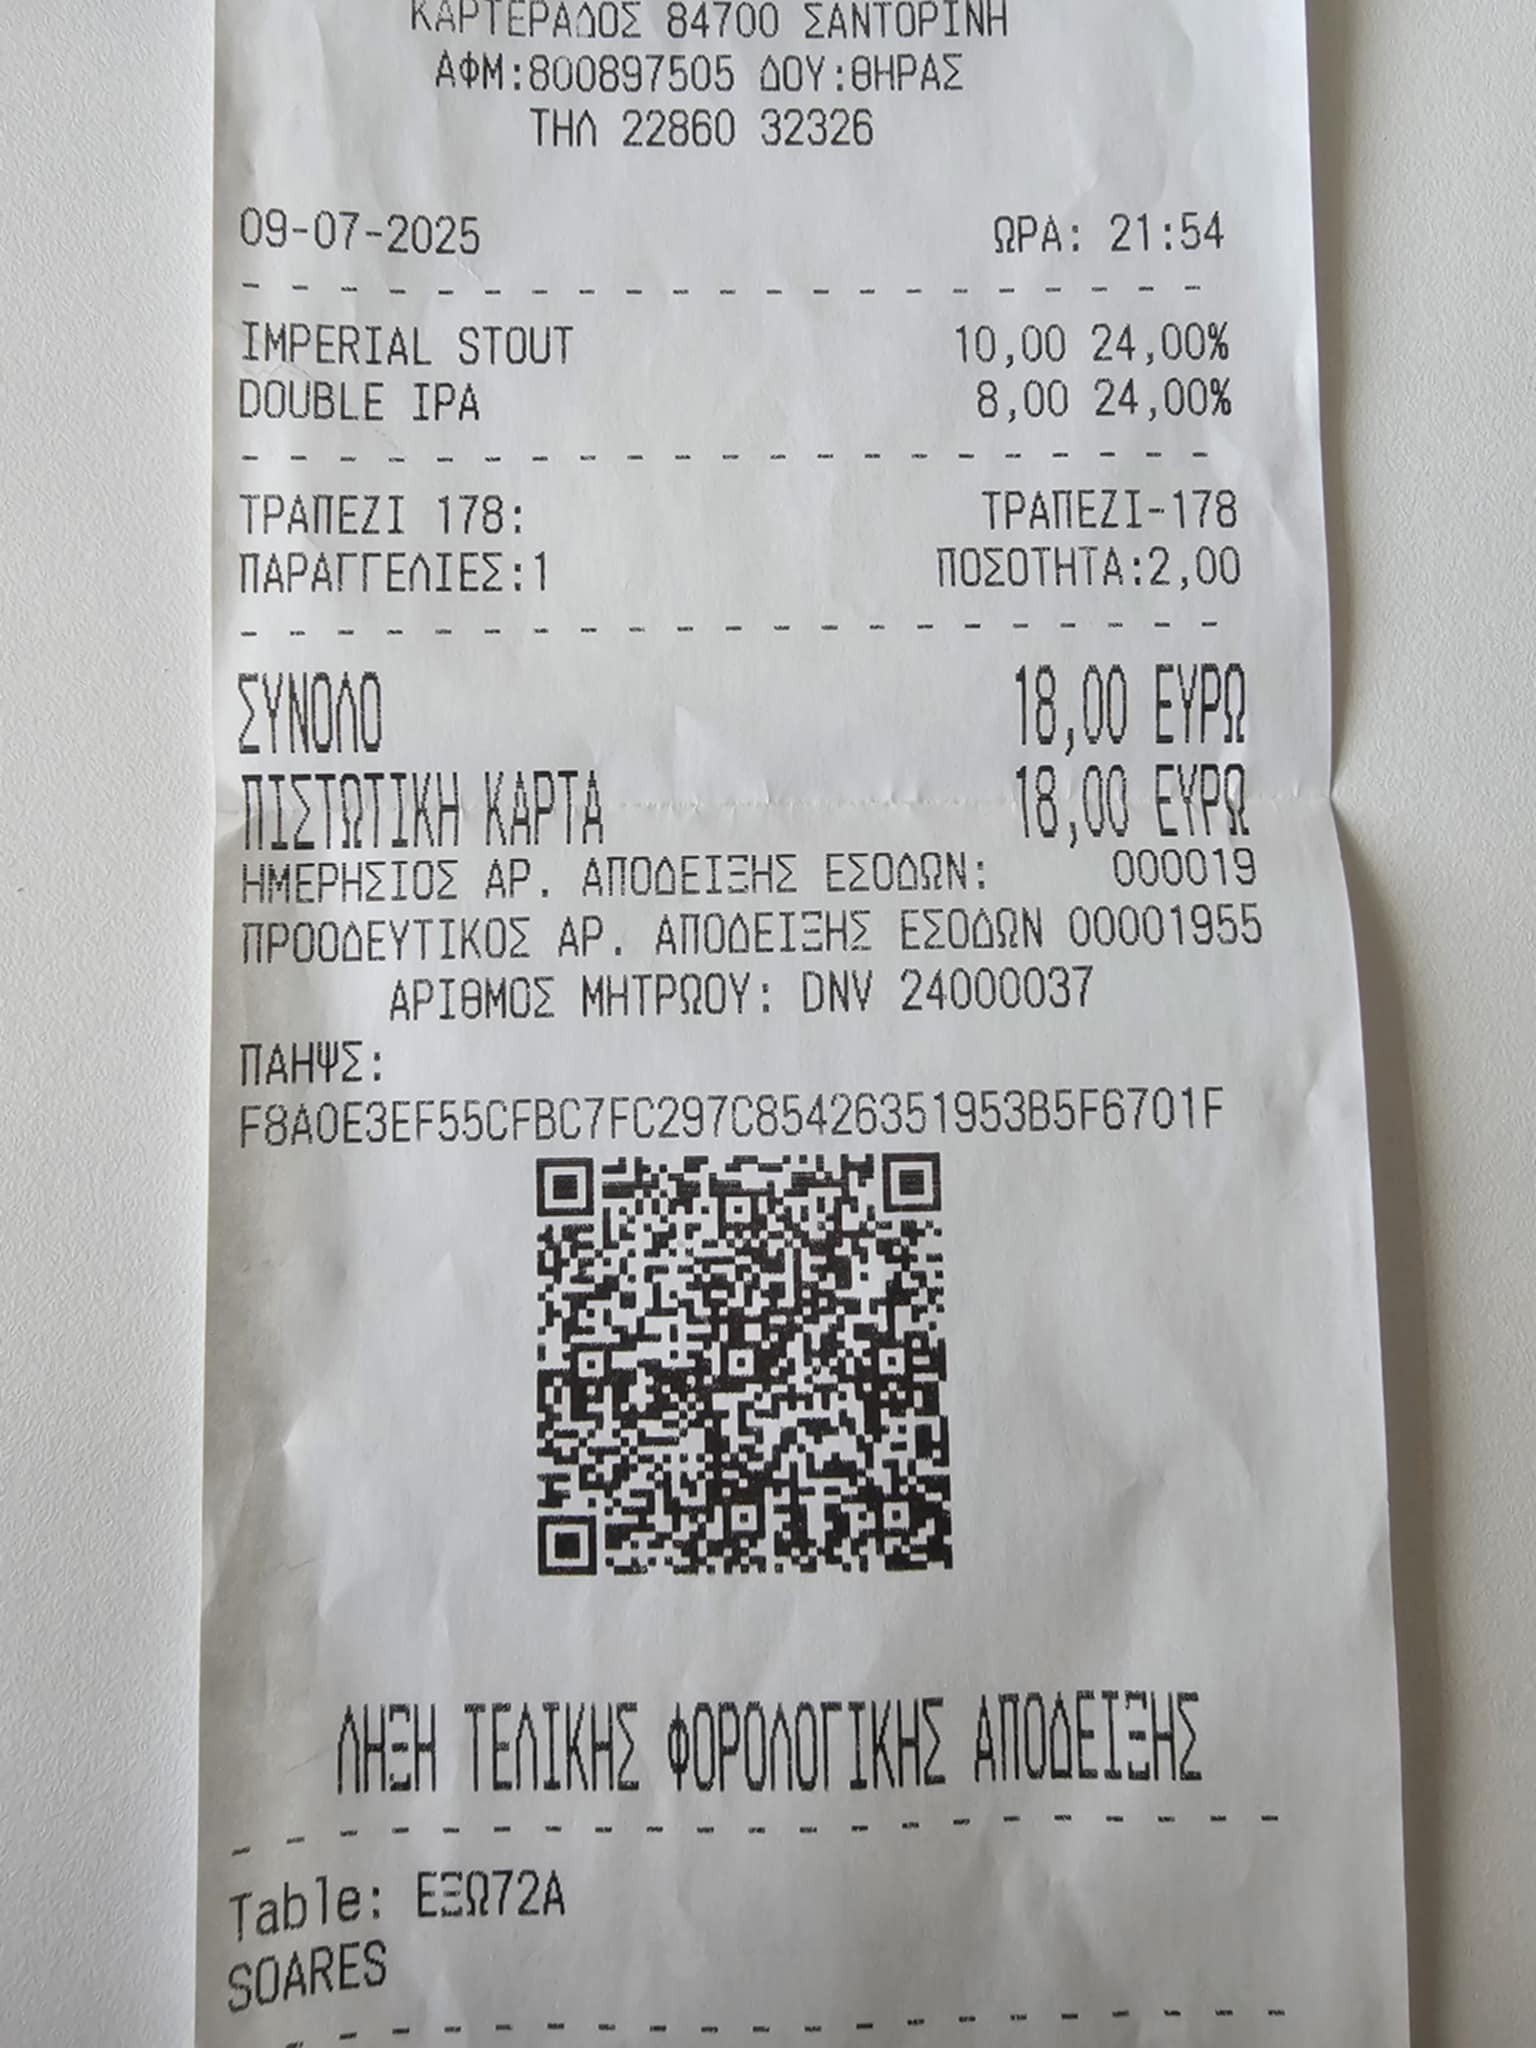 ΚΑΡΤΕΡΑΔΟΣ 84700 ΣΑΝΤΟΡΙΝΗ
ΑΦΜ:800897505 ΔΟΥ:ΘΗΡΑΣ
ΤΗΛ 22860 32326
09-07-2025 ΩΡΑ: 21:54
IMPERIAL STOUT 10,00 24,00%
DOUBLE IPA 8,00 24,00%
ΤΡΑΠΕΖΙ 178: ΤΡΑΠΕΖΙ-178
ΠΑΡΑΓΓΕΛΙΕΣ:1 ΠΟΣΟΤΗΤΑ:2,00
ΣΥΝΟΛΟ 18,00 ΕΥΡΩ
ΠΙΣΤΩΤΙΚΗ ΚΑΡΤΑ 18,00 ΕΥΡΩ
ΗΜΕΡΗΣΙΟΣ ΑΡ. ΑΠΟΔΕΙΞΗΣ ΕΣΟΔΩΝ: 000019
ΠΡΟΟΔΕΥΤΙΚΟΣ ΑΡ. ΑΠΟΔΕΙΞΗΣ ΕΣΟΔΩΝ 00001955
ΑΡΙΘΜΟΣ ΜΗΤΡΩΟΥ: DNV 24000037
ΠΑΗΨΣ:
F8A0E3EF55CFBC7FC297C85426351953B5F6701F
ΛΗΞΗ ΤΕΛΙΚΗΣ ΦΟΡΟΛΟΓΙΚΗΣ ΑΠΟΔΕΙΞΗΣ
Table: ΕΞΩ72Α
SOARES